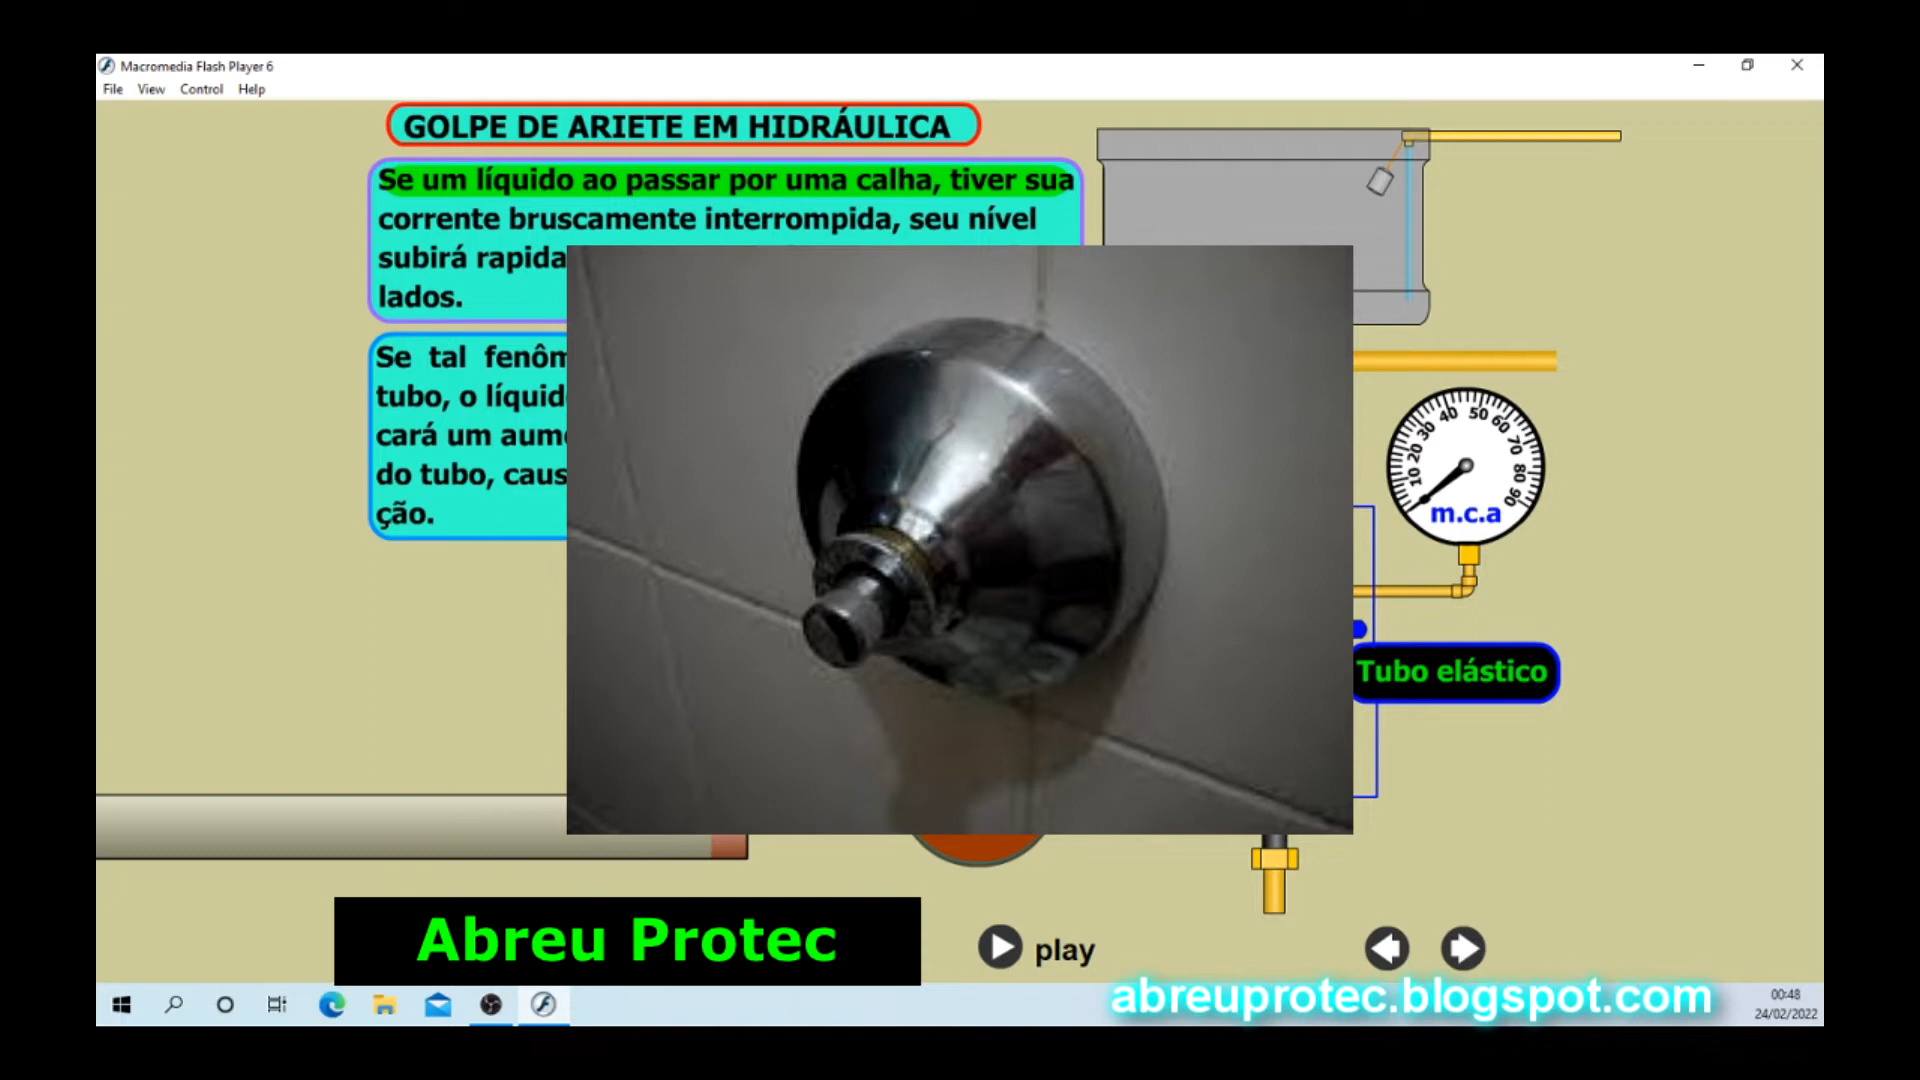 Macromedia Flash Player 6
File View Control Help
GOLPE DE ARIETE EM HIDRÁULICA
Se um líquido ao passar por uma calha, tiver sua
corrente bruscamente interrompida, seu nível
subirá rapida
lados.
Se tal fenôm
tubo, o líquid
cará um aum
do tubo, caus
ção.
10 20 30 40 50 60 70 80 90
m.c.a
Tubo elástico
Abreu Protec
play
abreuprotec.blogspot.com
00:48
24/02/2022